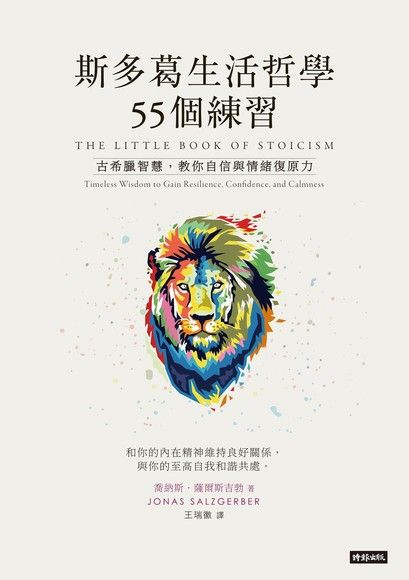 斯多葛生活哲學
55個練習
THE LITTLE BOOK OF STOICISM
古希臘智慧，教你自信與情緒復原力
Timeless Wisdom to Gain Resilience, Confidence, and Calmness
和你的內在精神維持良好關係，
與你的至高自我和諧共處。
喬納斯・薩爾斯吉勃 著
JONAS SALZGEBER
王瑞徽 譯
時報出版